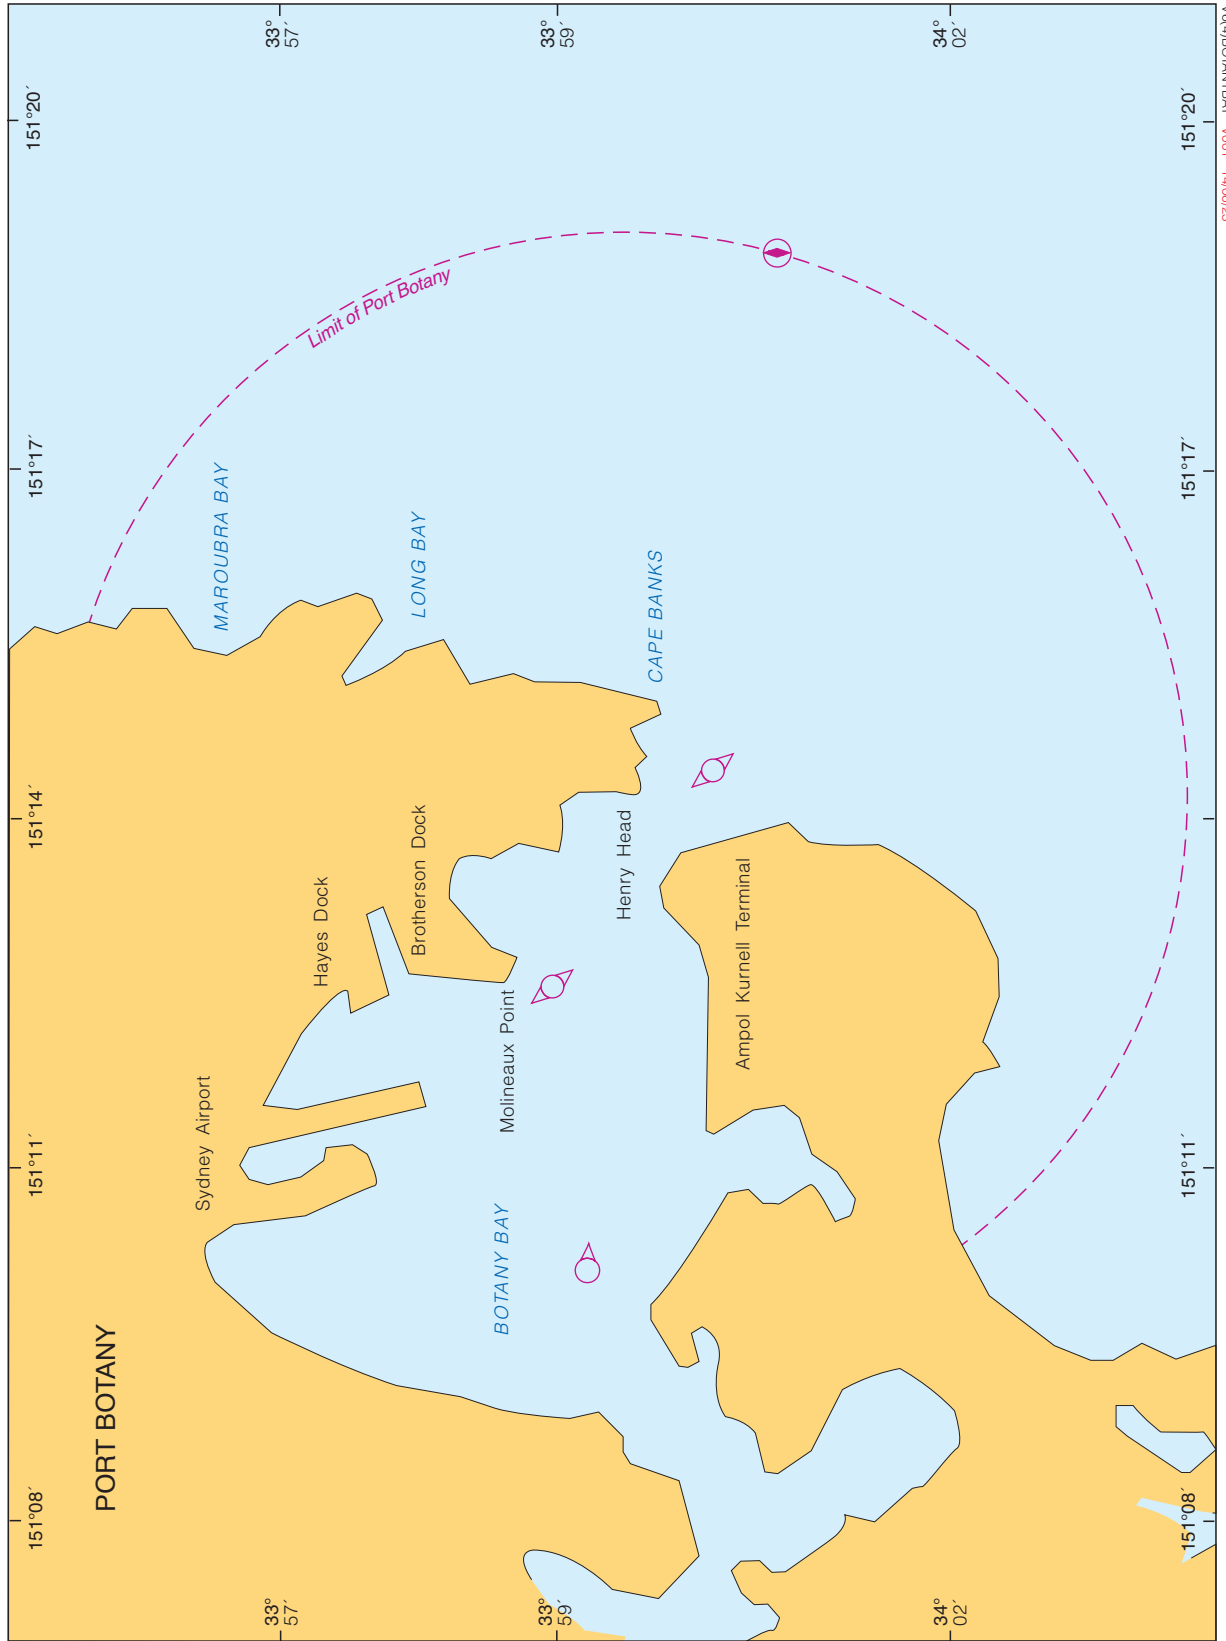 151°08´
151°11´
151°14´
151°17´
151°20´
PORT BOTANY
Sydney Airport
MAROUBRA BAY
33°
57´
33°
57´
Hayes Dock
Limit of Port Botany
Brotherson Dock
LONG BAY
BOTANY BAY
Molineaux Point
33°
59´
33°
59´
Henry Head
CAPE BANKS
Ampol Kurnell Terminal
34°
02´
34°
02´
151°08´
151°11´
151°17´
151°20´